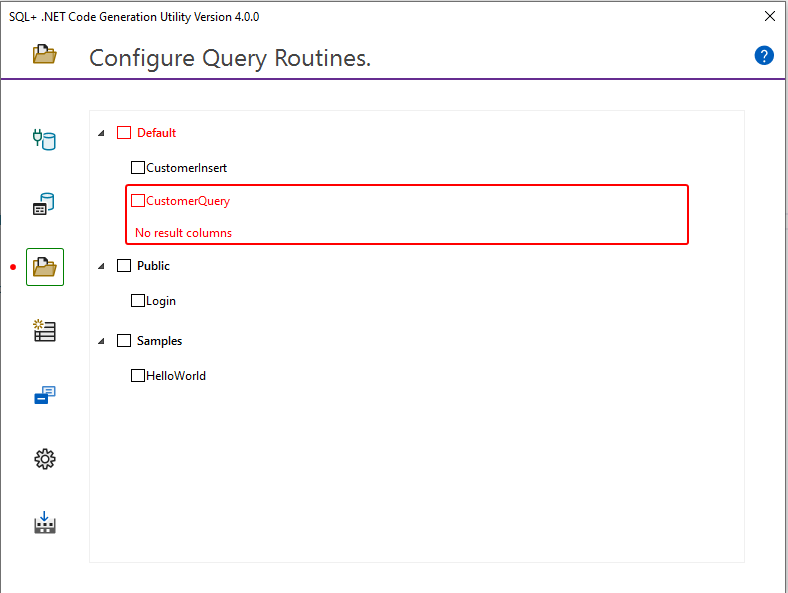 SQL+ .NET Code Generation Utility Version 4.0.0
Configure Query Routines.
?
Default
CustomerInsert
CustomerQuery
No result columns
Public
Login
Samples
HelloWorld